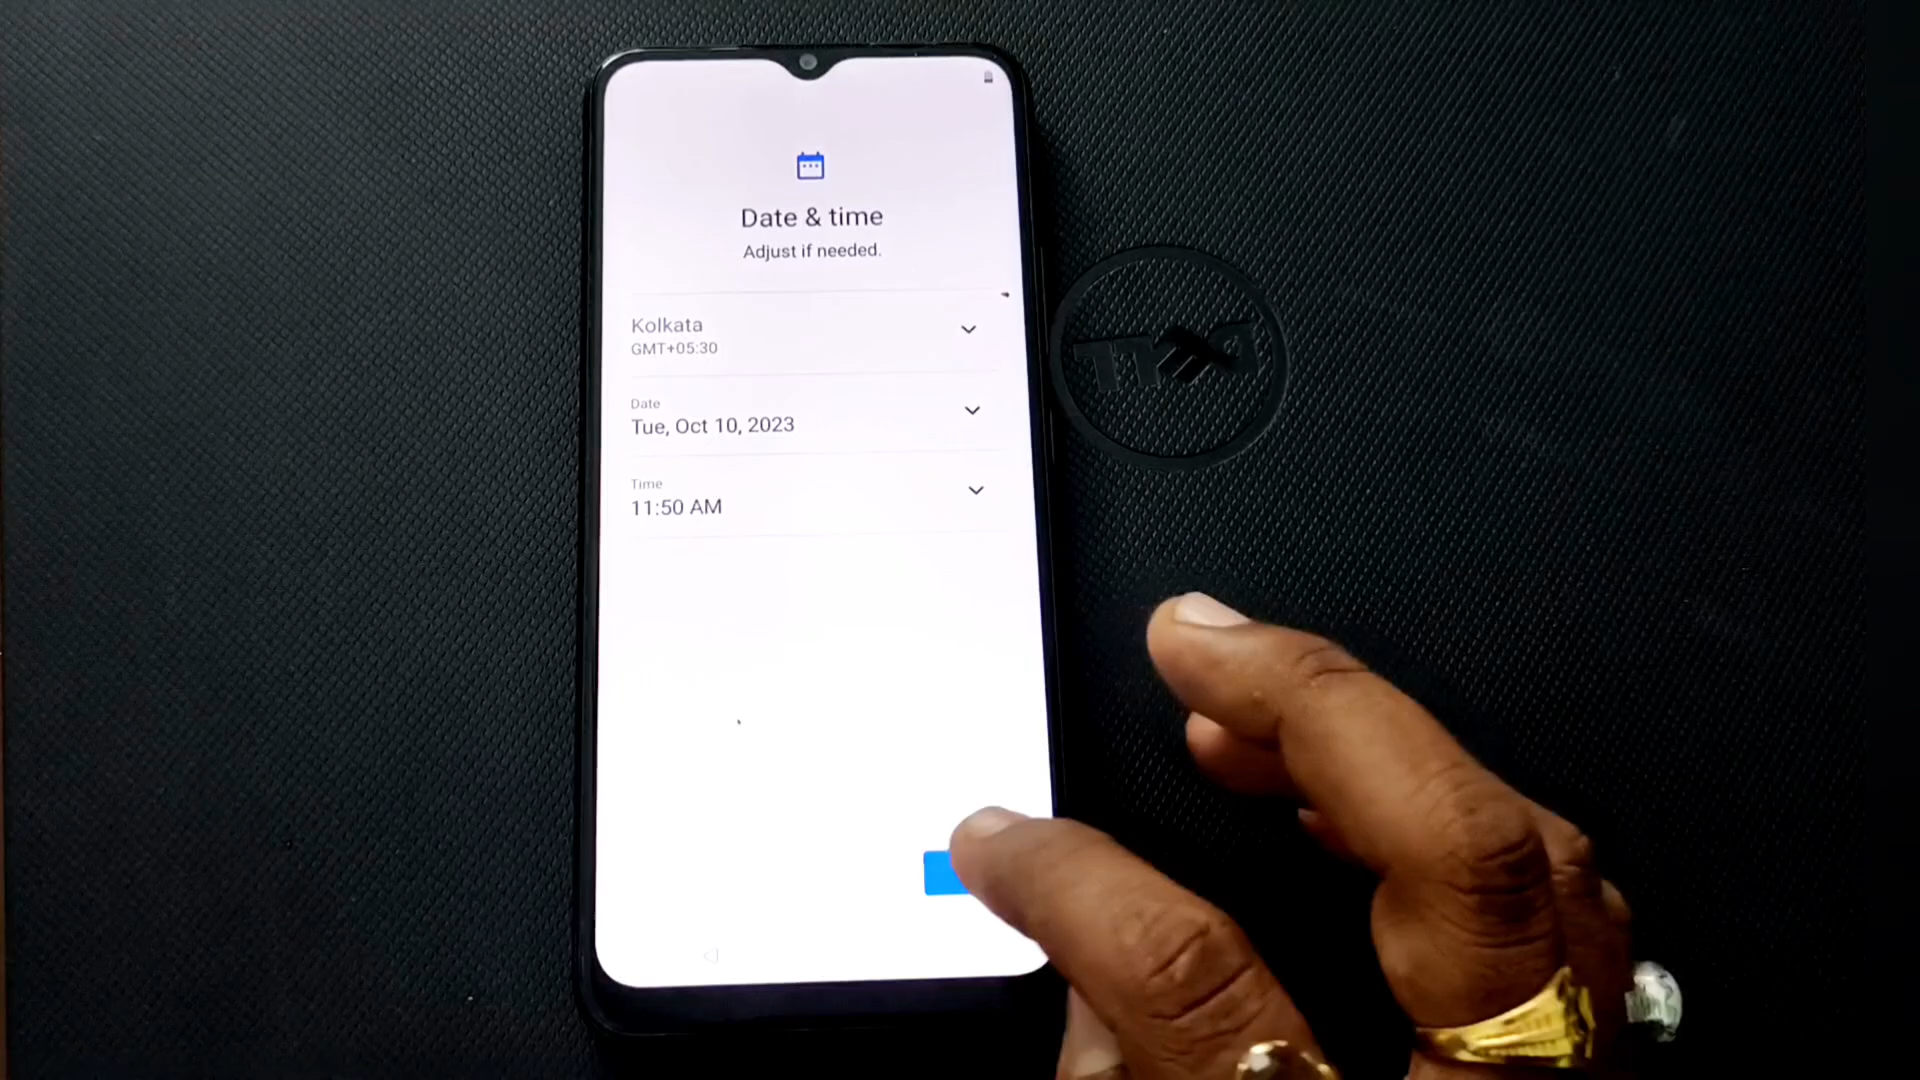 Date & time
Adjust if needed.
Kolkata
GMT+05:30
Date
Tue, Oct 10, 2023
Time
11:50 AM